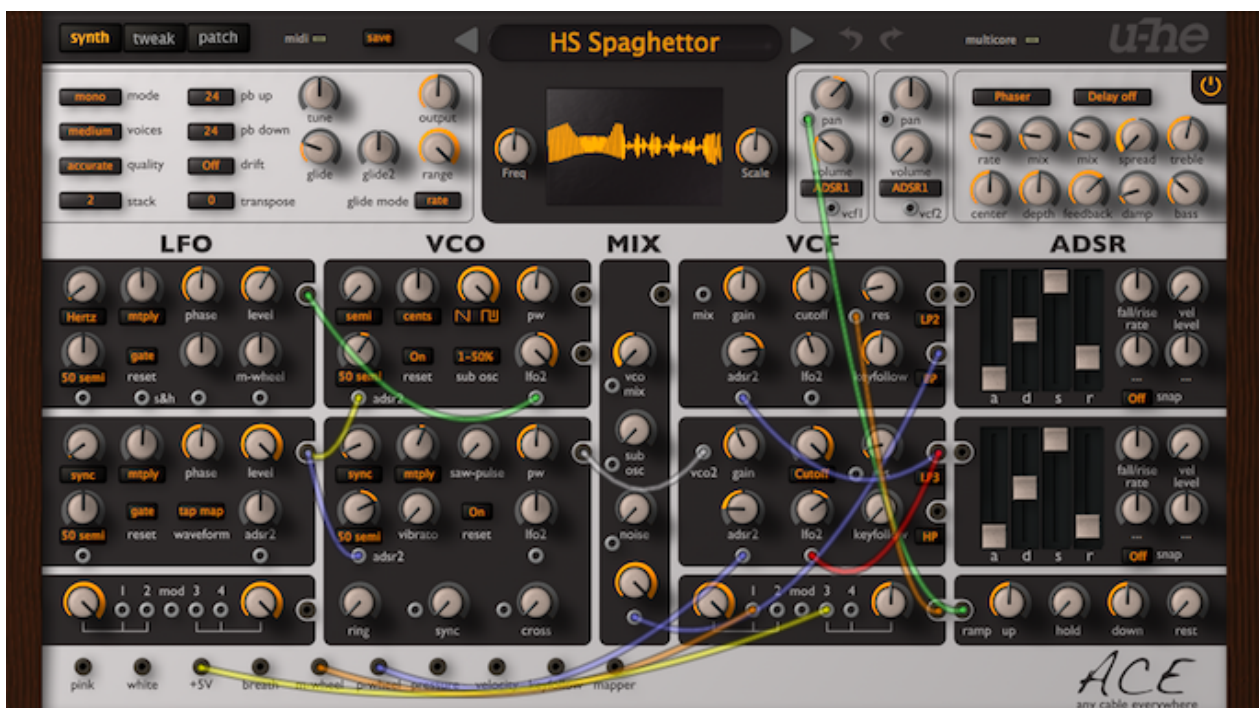 synth tweak patch midi save HS Spaghettor multicore u-he
mono mode 24 pb up tune output pan pan Phaser Delay off
medium voices 24 pb down
accurate quality Off drift glide glide2 range Freq Scale volume volume rate mix mix spread treble
2 stack 0 transpose glide mode rate ADSR1 ADSR1
vcf1 vcf2 center depth feedback damp bass
LFO VCO MIX VCF ADSR
Hertz mtply phase level semi cents pw mix gain cutoff res LP2 fall/rise rate vel level
50 semi gate reset s&h m-wheel 50 semi On reset 1-50% sub osc lfo2 vco mix adsr2 lfo2 keyfollow BP ... ...
adsr2 a d s r Off snap
sync mtply phase level sync mtply saw-pulse pw sub osc vco2 gain Cutoff LP3 fall/rise rate vel level
50 semi gate reset tap map waveform adsr2 50 semi vibrato On reset lfo2 noise adsr2 lfo2 keyfollow HP ... ...
adsr2 a d s r Off snap
1 2 mod 3 4 ring sync cross 1 2 mod 3 4 ramp up hold down rest
pink white +5V breath m-wheel p-wheel pressure velocity keyfollow mapper
ACE
any cable everywhere